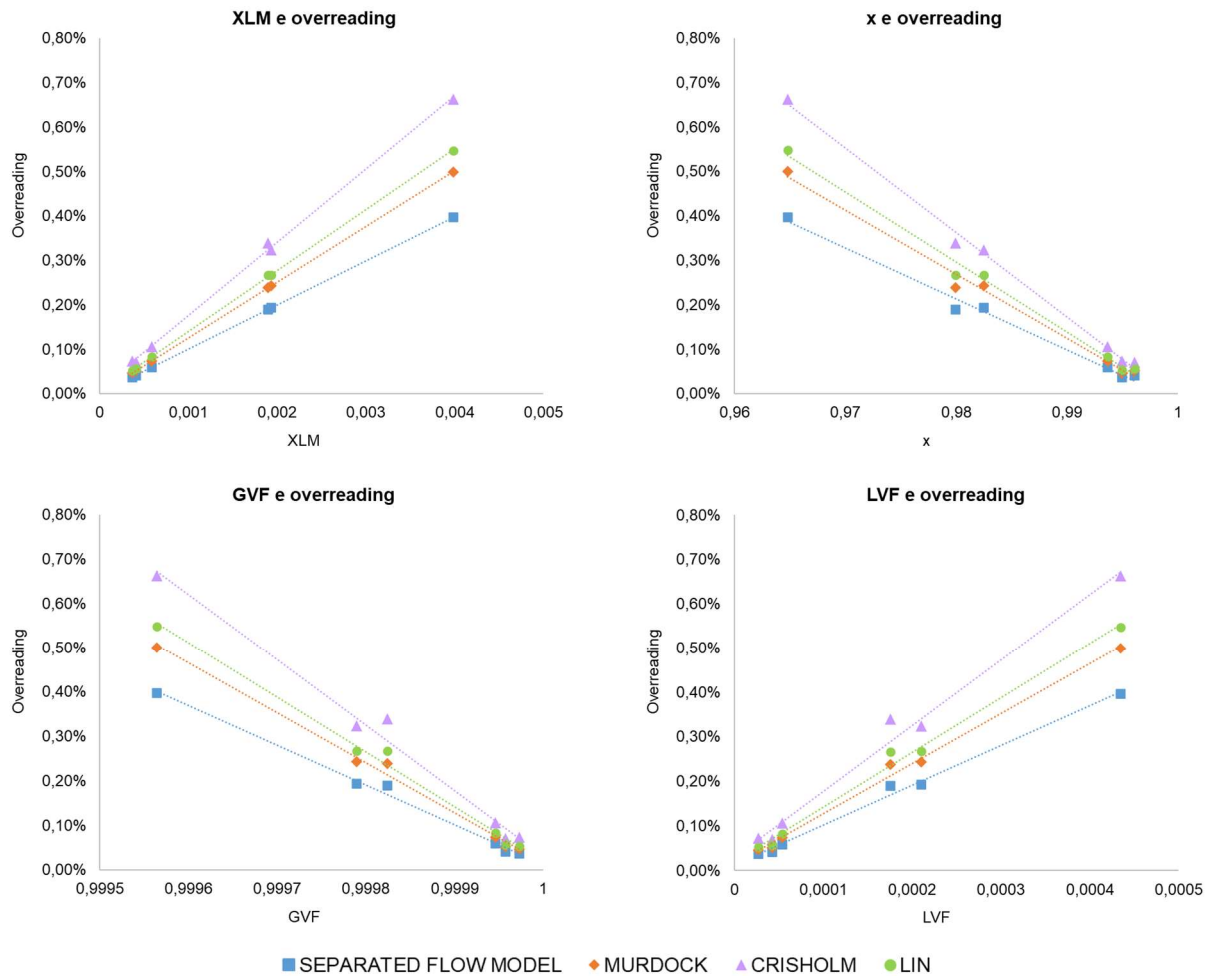 XLM e overreading
0,80%
0,70%
0,60%
0,50%
0,40%
0,30%
0,20%
0,10%
0,00%
Overreading
0 0,001 0,002 0,003 0,004 0,005
XLM
x e overreading
0,80%
0,70%
0,60%
0,50%
0,40%
0,30%
0,20%
0,10%
0,00%
Overreading
0,96 0,97 0,98 0,99 1
x
GVF e overreading
0,80%
0,70%
0,60%
0,50%
0,40%
0,30%
0,20%
0,10%
0,00%
Overreading
0,9995 0,9996 0,9997 0,9998 0,9999 1
GVF
LVF e overreading
0,80%
0,70%
0,60%
0,50%
0,40%
0,30%
0,20%
0,10%
0,00%
Overreading
0 0,0001 0,0002 0,0003 0,0004 0,0005
LVF
SEPARATED FLOW MODEL MURDOCK CRISHOLM LIN